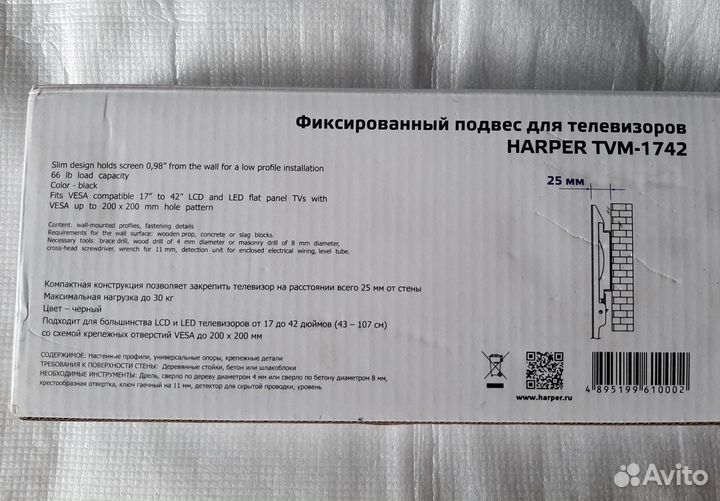 Фиксированный подвес для телевизоров
HARPER TVM-1742
Slim design holds screen 0,98” from the wall for a low profile installation
66 lb load capacity
Color - black
Fits VESA compatible 17” to 42” LCD and LED flat panel TVs with
VESA up to 200 x 200 mm hole pattern
25 мм
Content: wall-mounted profiles, fastening details
Requirements for the wall surface: wooden prop, concrete or slag blocks.
Necessary tools: brace drill, wood drill of 4 mm diameter or masonry drill of 8 mm diameter,
cross-head screwdriver, wrench for 11 mm, detection unit for enclosed electrical wiring, level tube.
Компактная конструкция позволяет закрепить телевизор на расстоянии всего 25 мм от стены
Максимальная нагрузка до 30 кг
Цвет – чёрный
Подходит для большинства LCD и LED телевизоров от 17 до 42 дюймов (43 – 107 см)
со схемой крепежных отверстий VESA до 200 x 200 мм
СОДЕРЖИМОЕ: Настенные профили, универсальные опоры, крепежные детали
ТРЕБОВАНИЯ К ПОВЕРХНОСТИ СТЕНЫ: Деревянные стойки, бетон или шлакоблоки
НЕОБХОДИМЫЕ ИНСТРУМЕНТЫ: Дрель, сверло по дереву диаметром 4 мм или сверло по бетону диаметром 8 мм,
крестообразная отвертка, ключ гаечный на 11 мм, детектор для скрытой проводки, уровень
www.harper.ru
4 895199 610002
Avito